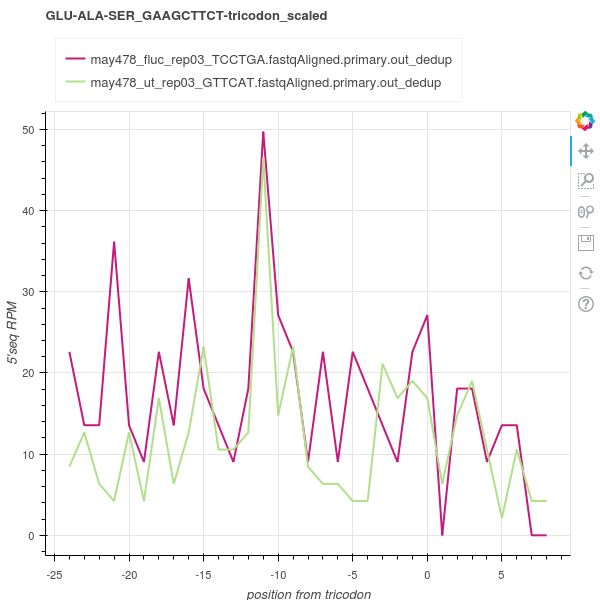 GLU-ALA-SER_GAAGCTTCT-tricodon_scaled
may478_fluc_rep03_TCCTGA.fastqAligned.primary.out_dedup
may478_ut_rep03_GTTCAT.fastqAligned.primary.out_dedup
50
40
30
20
10
0
5'seq RPM
-25 -20 -15 -10 -5 0 5
position from tricodon